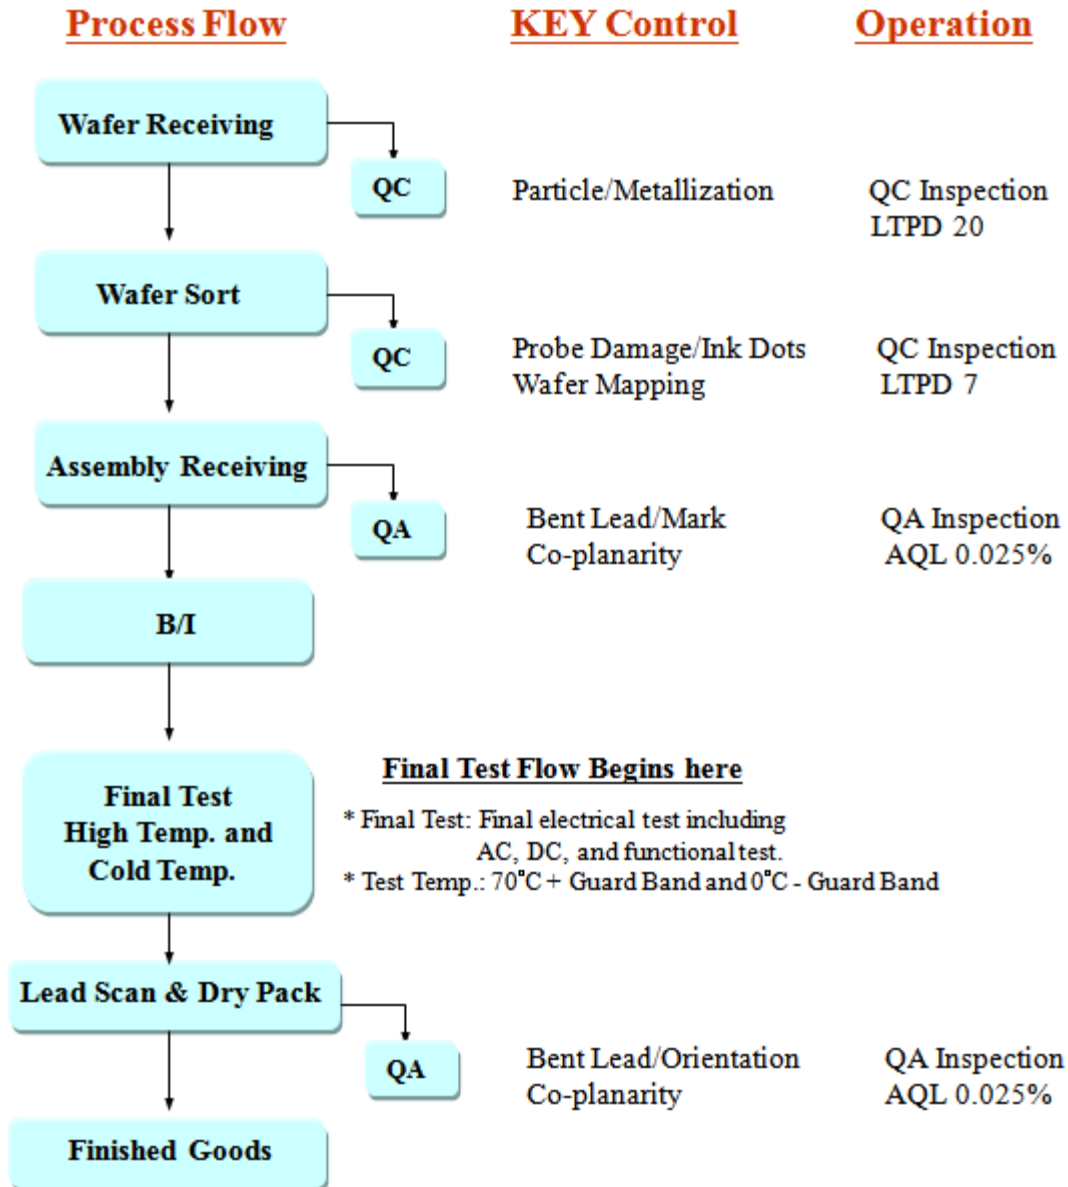 Process Flow
KEY Control
Operation
Wafer Receiving
QC
Particle/Metallization
QC Inspection
LTPD 20
Wafer Sort
QC
Probe Damage/Ink Dots
Wafer Mapping
QC Inspection
LTPD 7
Assembly Receiving
QA
Bent Lead/Mark
Co-planarity
QA Inspection
AQL 0.025%
B/I
Final Test
High Temp. and
Cold Temp.
Final Test Flow Begins here
* Final Test: Final electrical test including
AC, DC, and functional test.
* Test Temp.: 70°C + Guard Band and 0°C - Guard Band
Lead Scan & Dry Pack
QA
Bent Lead/Orientation
Co-planarity
QA Inspection
AQL 0.025%
Finished Goods